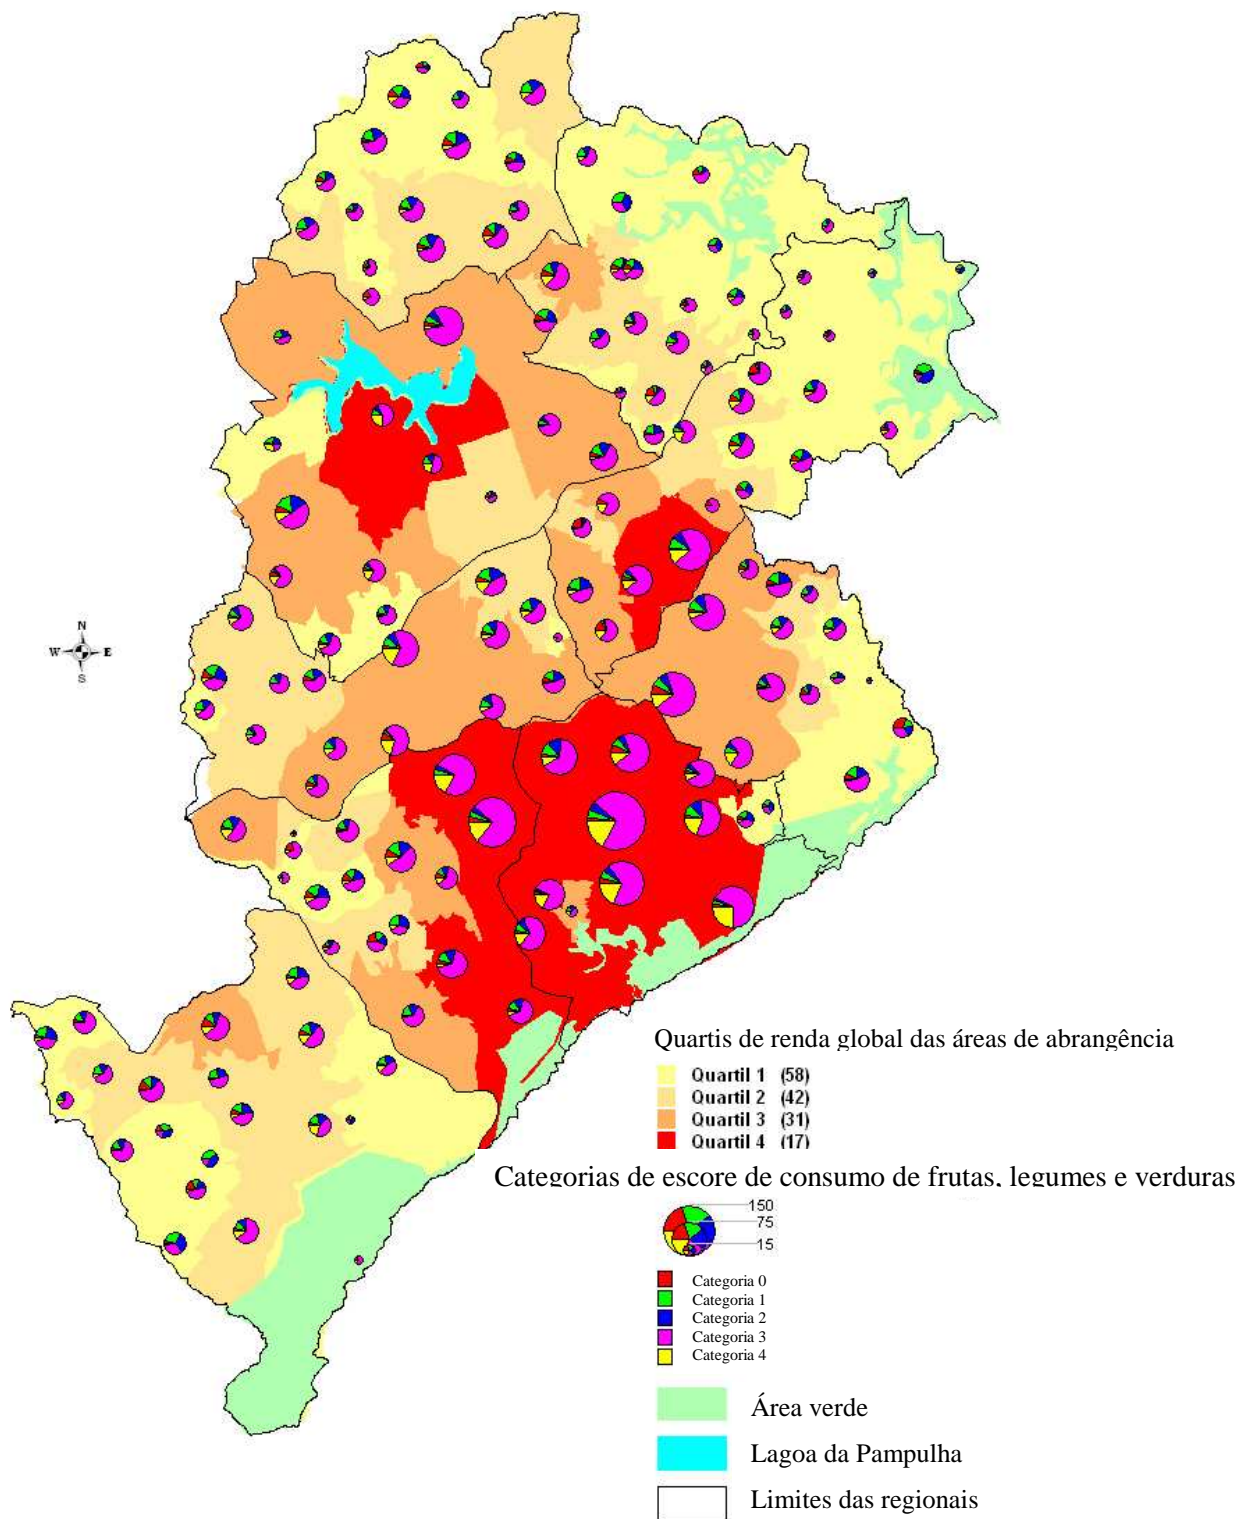 N
W E
S
Quartis de renda global das áreas de abrangência
Quartil 1 (58)
Quartil 2 (42)
Quartil 3 (31)
Quartil 4 (17)
Categorias de escore de consumo de frutas, legumes e verduras
150
75
15
Categoria 0
Categoria 1
Categoria 2
Categoria 3
Categoria 4
Área verde
Lagoa da Pampulha
Limites das regionais